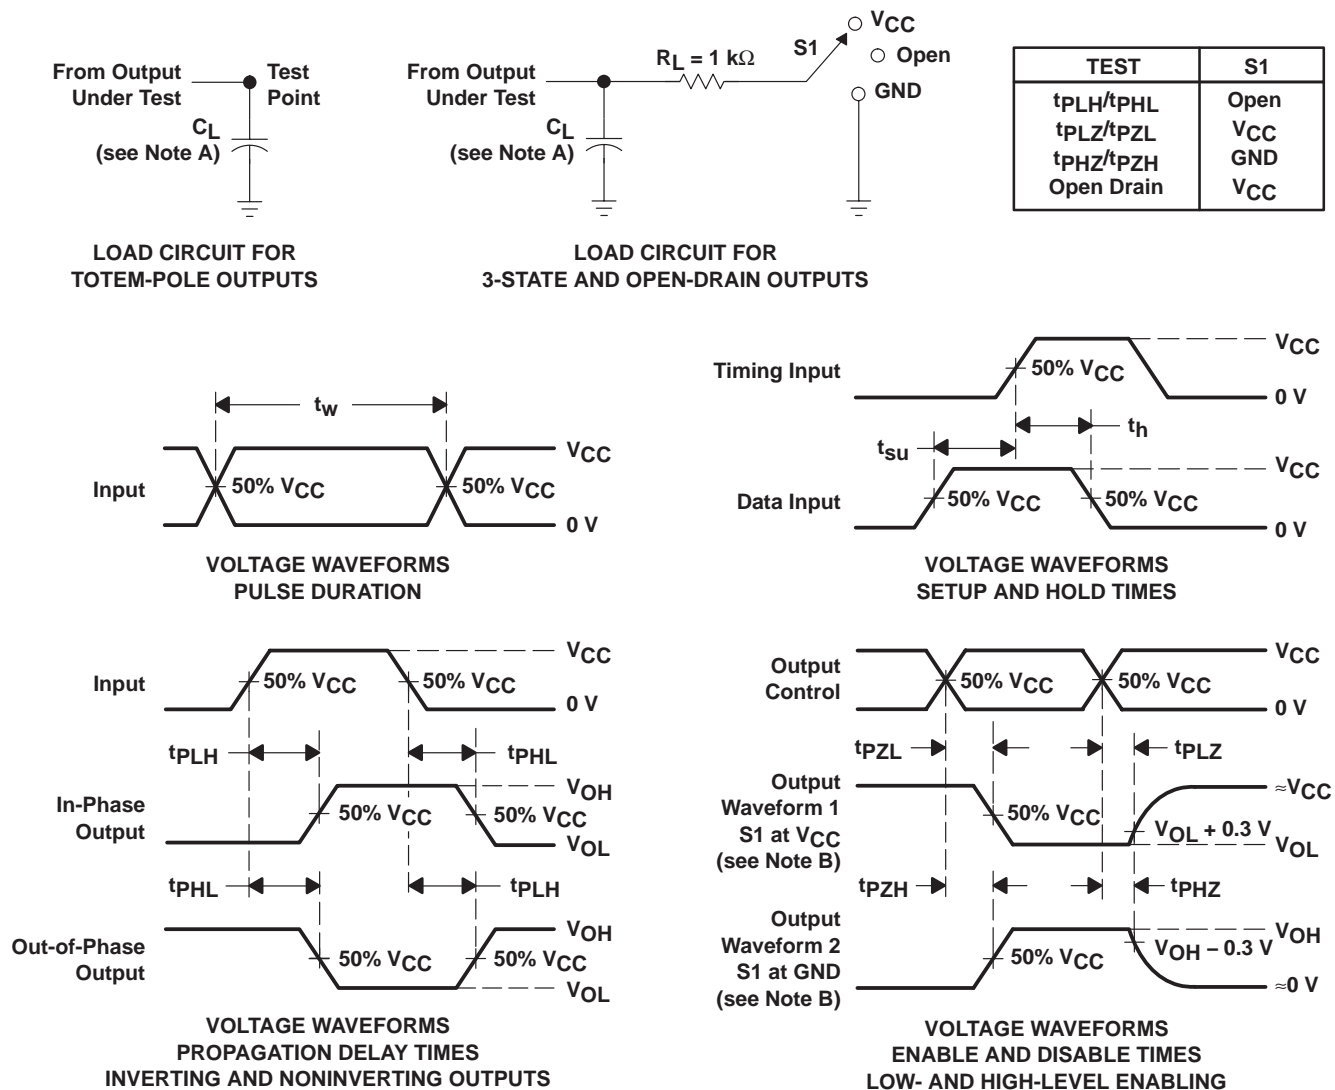 From Output
Under Test
Test
Point
CL
(see Note A)
LOAD CIRCUIT FOR
TOTEM-POLE OUTPUTS
From Output
Under Test
RL = 1 kΩ
S1
VCC
Open
GND
CL
(see Note A)
LOAD CIRCUIT FOR
3-STATE AND OPEN-DRAIN OUTPUTS
TEST S1
tPLH/tPHL Open
tPLZ/tPZL VCC
tPHZ/tPZH GND
Open Drain VCC
tw
Input
50% VCC
50% VCC
VCC
0 V
VOLTAGE WAVEFORMS
PULSE DURATION
Timing Input
50% VCC
VCC
0 V
tsu
th
Data Input
50% VCC
50% VCC
VCC
0 V
VOLTAGE WAVEFORMS
SETUP AND HOLD TIMES
Input
50% VCC
50% VCC
VCC
0 V
tPLH
tPHL
In-Phase
Output
50% VCC
50% VCC
VOH
VOL
tPHL
tPLH
Out-of-Phase
Output
50% VCC
50% VCC
VOH
VOL
VOLTAGE WAVEFORMS
PROPAGATION DELAY TIMES
INVERTING AND NONINVERTING OUTPUTS
Output
Control
50% VCC
50% VCC
VCC
0 V
tPZL
tPLZ
Output
Waveform 1
S1 at VCC
(see Note B)
50% VCC
VOL + 0.3 V
≈VCC
VOL
tPZH
tPHZ
Output
Waveform 2
S1 at GND
(see Note B)
50% VCC
VOH − 0.3 V
VOH
≈0 V
VOLTAGE WAVEFORMS
ENABLE AND DISABLE TIMES
LOW- AND HIGH-LEVEL ENABLING